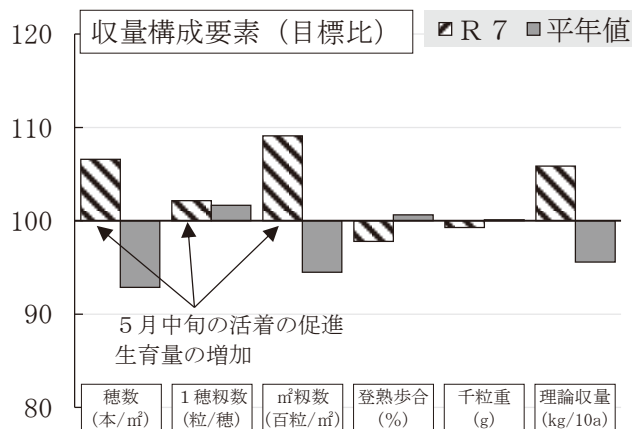 120
収量構成要素（目標比）
R７
平年値
110
100
90
５月中旬の活着の促進
生育量の増加
80
穂数
(本/㎡)
１穂籾数
(粒/穂)
㎡籾数
(百粒/㎡)
登熟歩合
(%)
千粒重
(g)
理論収量
(kg/10a)